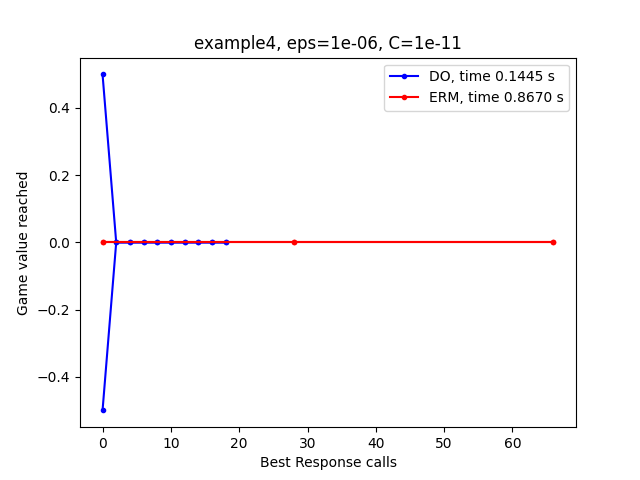 example4, eps=1e-06, C=1e-11
DO, time 0.1445 s
ERM, time 0.8670 s
0.4
0.2
0.0
−0.2
−0.4
Game value reached
0 10 20 30 40 50 60
Best Response calls